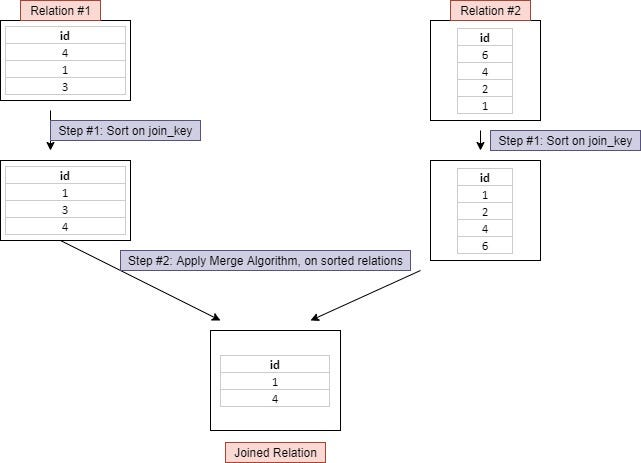 Relation #1
id
4
1
3
Step #1: Sort on join_key
id
1
3
4
Relation #2
id
6
4
2
1
Step #1: Sort on join_key
id
1
2
4
6
Step #2: Apply Merge Algorithm, on sorted relations
id
1
4
Joined Relation